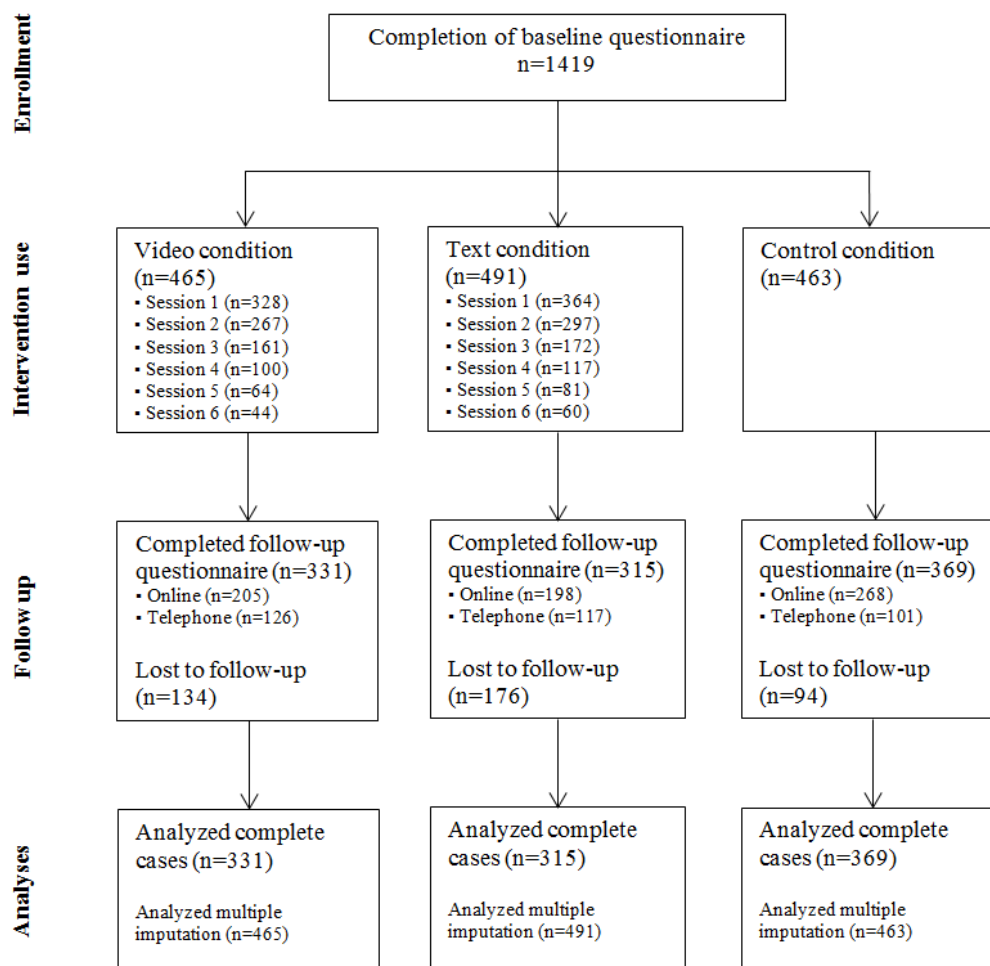 Enrollment
Completion of baseline questionnaire
n=1419
Intervention use
Video condition
(n=465)
▪ Session 1 (n=328)
▪ Session 2 (n=267)
▪ Session 3 (n=161)
▪ Session 4 (n=100)
▪ Session 5 (n=64)
▪ Session 6 (n=44)
Text condition
(n=491)
▪ Session 1 (n=364)
▪ Session 2 (n=297)
▪ Session 3 (n=172)
▪ Session 4 (n=117)
▪ Session 5 (n=81)
▪ Session 6 (n=60)
Control condition
(n=463)
Follow up
Completed follow-up
questionnaire (n=331)
▪ Online (n=205)
▪ Telephone (n=126)
Lost to follow-up
(n=134)
Completed follow-up
questionnaire (n=315)
▪ Online (n=198)
▪ Telephone (n=117)
Lost to follow-up
(n=176)
Completed follow-up
questionnaire (n=369)
▪ Online (n=268)
▪ Telephone (n=101)
Lost to follow-up
(n=94)
Analyses
Analyzed complete
cases (n=331)
Analyzed multiple
imputation (n=465)
Analyzed complete
cases (n=315)
Analyzed multiple
imputation (n=491)
Analyzed complete
cases (n=369)
Analyzed multiple
imputation (n=463)